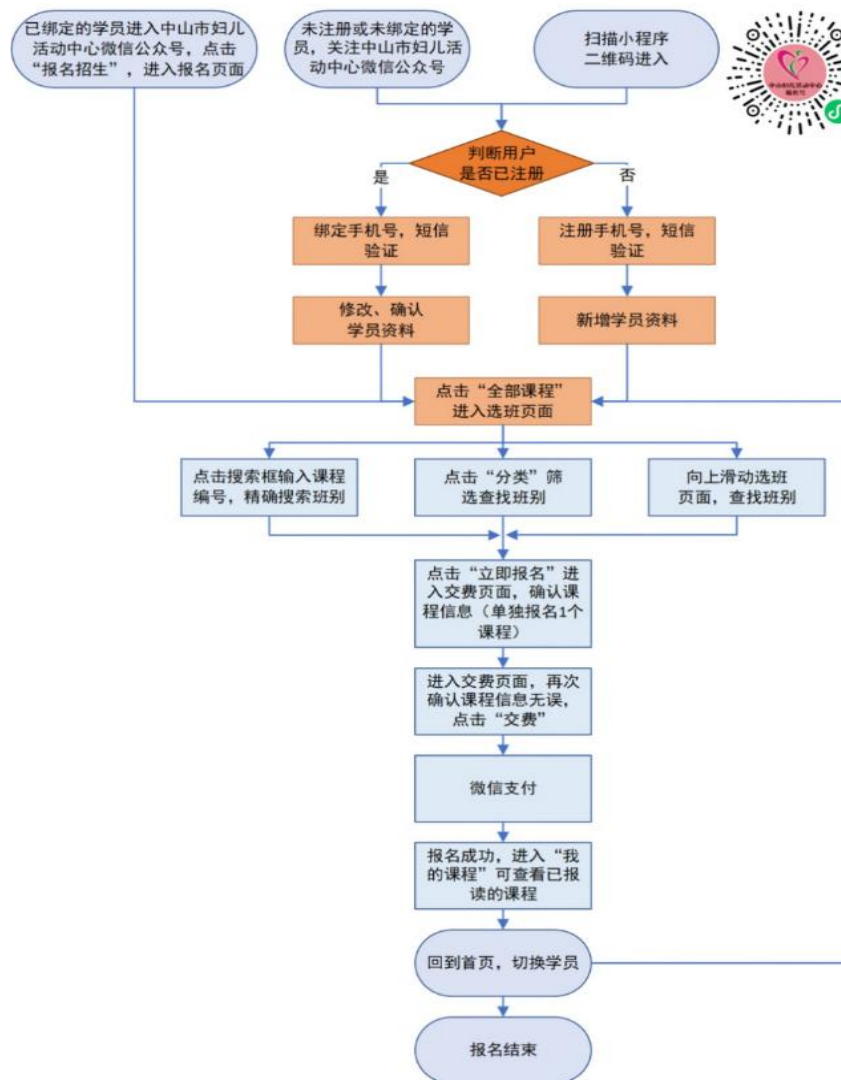 已绑定的学员进入中山市妇儿
活动中心微信公众号，点击
“报名招生”，进入报名页面
未注册或未绑定的学
员，关注中山市妇儿活
动中心微信公众号
扫描小程序
二维码进入
判断用户
是否已注册
是
否
绑定手机号，短信
验证
注册手机号，短信
验证
修改、确认
学员资料
新增学员资料
点击“全部课程”
进入选班页面
点击搜索框输入课程
编号，精确搜索班别
点击“分类”筛
选查找班别
向上滑动选班
页面，查找班别
点击“立即报名”进
入交费页面，确认课
程信息（单独报名1个
课程）
进入交费页面，再次
确认课程信息无误，
点击“交费”
微信支付
报名成功，进入“我
的课程”可查看已报
读的课程
回到首页，切换学员
报名结束